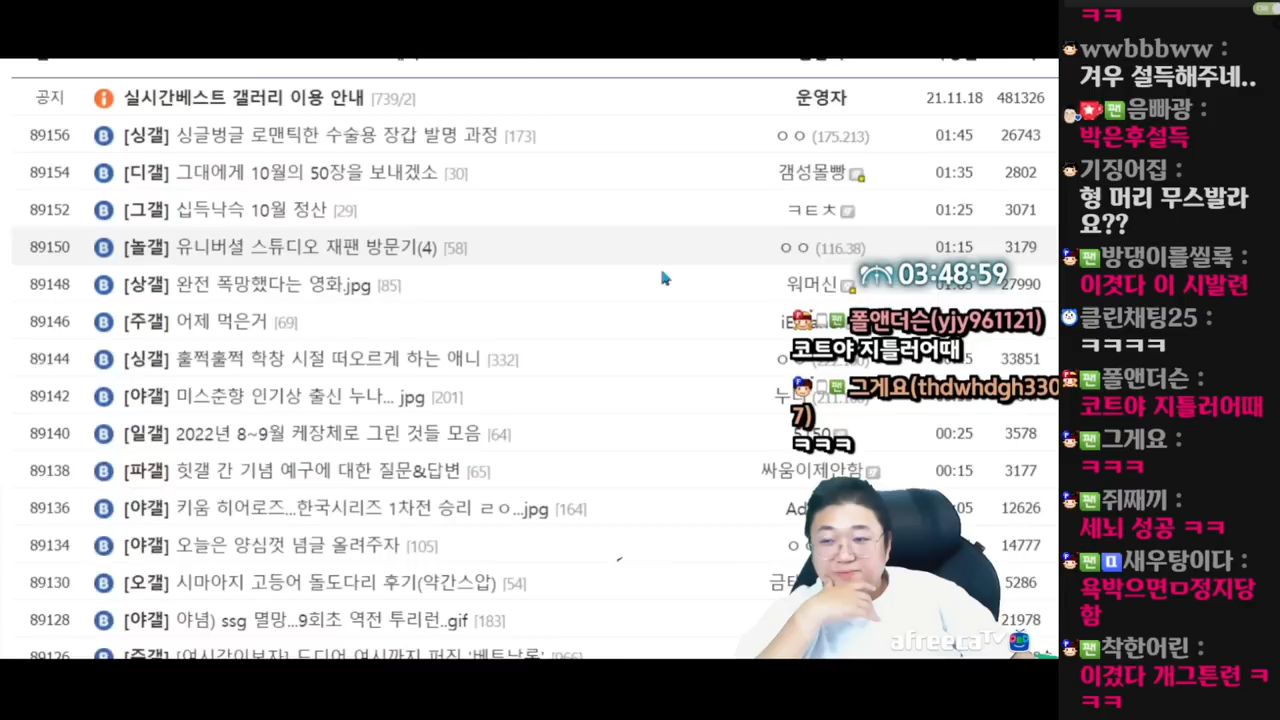 공지 실시간베스트 갤러리 이용 안내 [739/2] 운영자 21.11.18 481326
89156 B [싱갤] 싱글벙글 로맨틱한 수술용 장갑 발명 과정 [173] ㅇㅇ (175.213) 01:45 26743
89154 B [디갤] 그대에게 10월의 50장을 보내겠소 [30] 갬성몰빵 01:35 2802
89152 B [그갤] 십득낙슥 10월 정산 [29] ㅋㅌㅊ 01:25 3071
89150 B [놀갤] 유니버셜 스튜디오 재팬 방문기(4) [58] ㅇㅇ (116.38) 01:15 3179
89148 B [상갤] 완전 폭망했다는 영화.jpg [85] 워머신 27990
03:48:59
89146 B [주갤] 어제 먹은거 [69]
폴앤더슨(yjy961121)
코트야 지틀러어때
89144 B [싱갤] 훌쩍훌쩍 학창 시절 떠오르게 하는 애니 [332] 33851
89142 B [야갤] 미스춘향 인기상 출신 누나... jpg [201]
그게요(thdwhdgh330
7)
ㅋㅋㅋ
89140 B [일갤] 2022년 8~9월 케장체로 그린 것들 모음 [64] 5150 00:25 3578
89138 B [파갤] 힛갤 간 기념 예구에 대한 질문&답변 [65] 싸움이제안함 00:15 3177
89136 B [야갤] 키움 히어로즈...한국시리즈 1차전 승리 ㄹㅇ...jpg [164] 12626
89134 B [야갤] 오늘은 양심껏 념글 올려주자 [105] 14777
89130 B [오갤] 시마아지 고등어 돌도다리 후기(약간스압) [54] 5286
89128 B [야갤] 야념) ssg 멸망...9회초 역전 투리런..gif [183] 21978
89126
afreecaTV
ㅋㅋ
wwbbbww :
겨우 설득해주네..
팬 음빠광 :
박은후설득
기징어집 :
형 머리 무스발라
요??
팬 방댕이를씰룩 :
이겻다 이 시발련
클린채팅25 :
ㅋㅋㅋㅋ
팬 폴앤더슨 :
코트야 지틀러어때
팬 그게요 :
ㅋㅋㅋ
팬 쥐째끼 :
세뇌 성공 ㅋㅋ
팬 새우탕이다 :
욕박으면ㅁ정지당
함
팬 착한어린 :
이겼다 개그튼련 ㅋ
ㅋㅋ